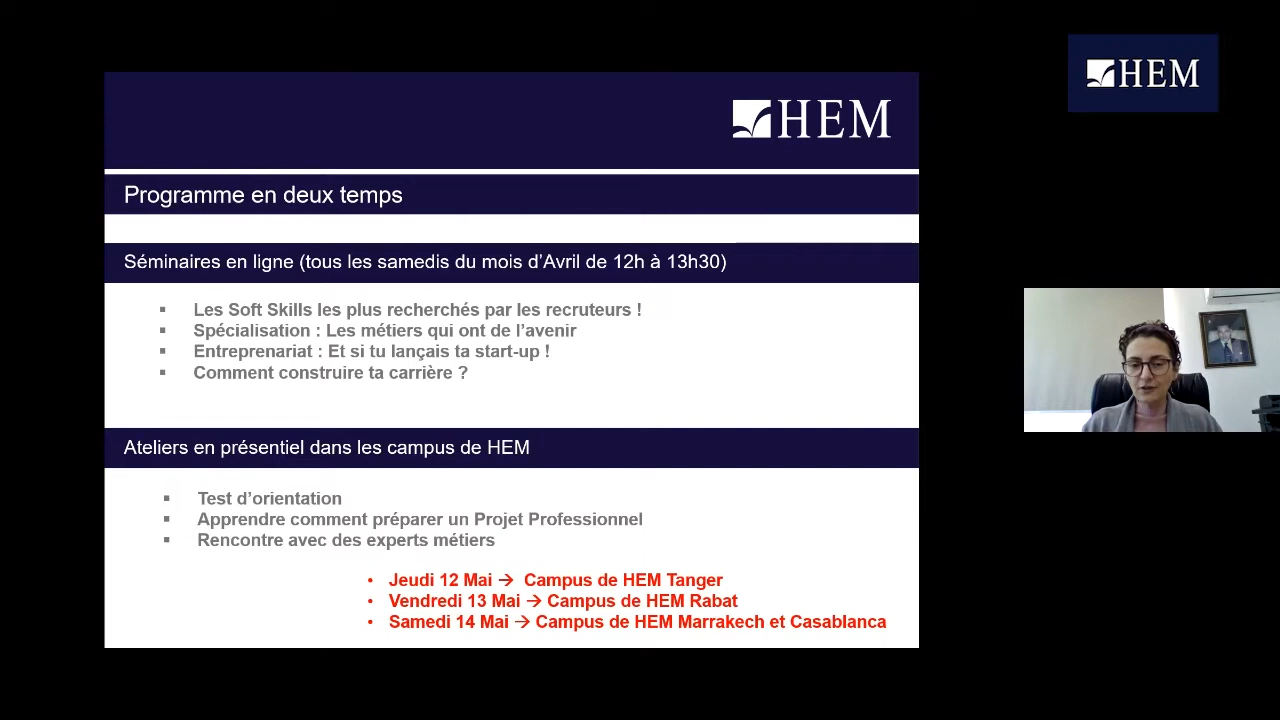 HEM
HEM
Programme en deux temps
Séminaires en ligne (tous les samedis du mois d’Avril de 12h à 13h30)
▪ Les Soft Skills les plus recherchés par les recruteurs !
▪ Spécialisation : Les métiers qui ont de l’avenir
▪ Entreprenariat : Et si tu lançais ta start-up !
▪ Comment construire ta carrière ?
Ateliers en présentiel dans les campus de HEM
▪ Test d’orientation
▪ Apprendre comment préparer un Projet Professionnel
▪ Rencontre avec des experts métiers
• Jeudi 12 Mai → Campus de HEM Tanger
• Vendredi 13 Mai → Campus de HEM Rabat
• Samedi 14 Mai → Campus de HEM Marrakech et Casablanca